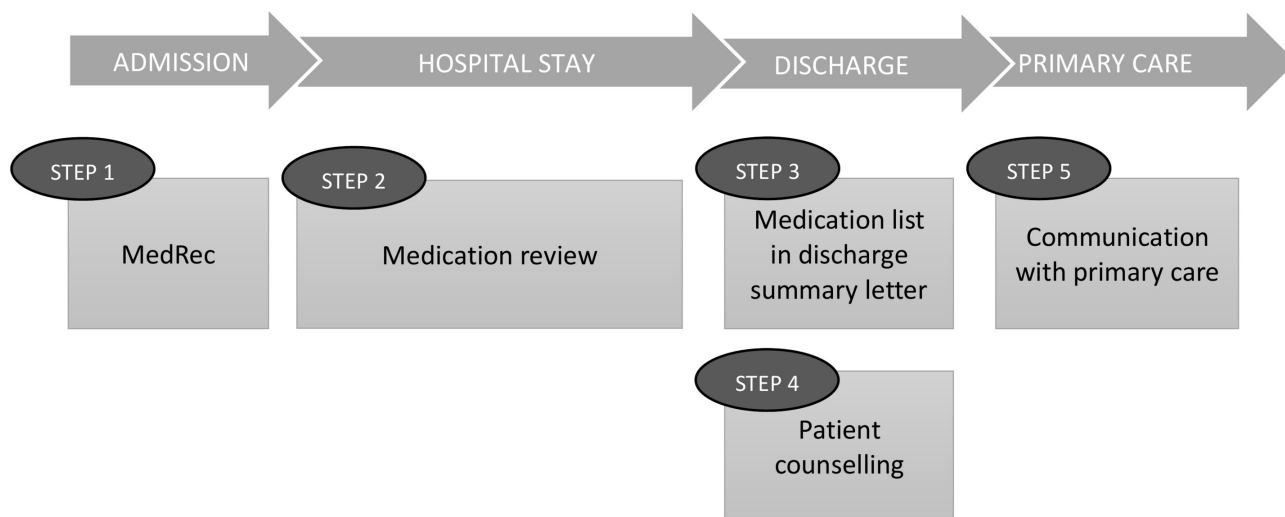 ADMISSION
HOSPITAL STAY
DISCHARGE
PRIMARY CARE
STEP 1
MedRec
STEP 2
Medication review
STEP 3
Medication list
in discharge
summary letter
STEP 4
Patient
counselling
STEP 5
Communication
with primary care